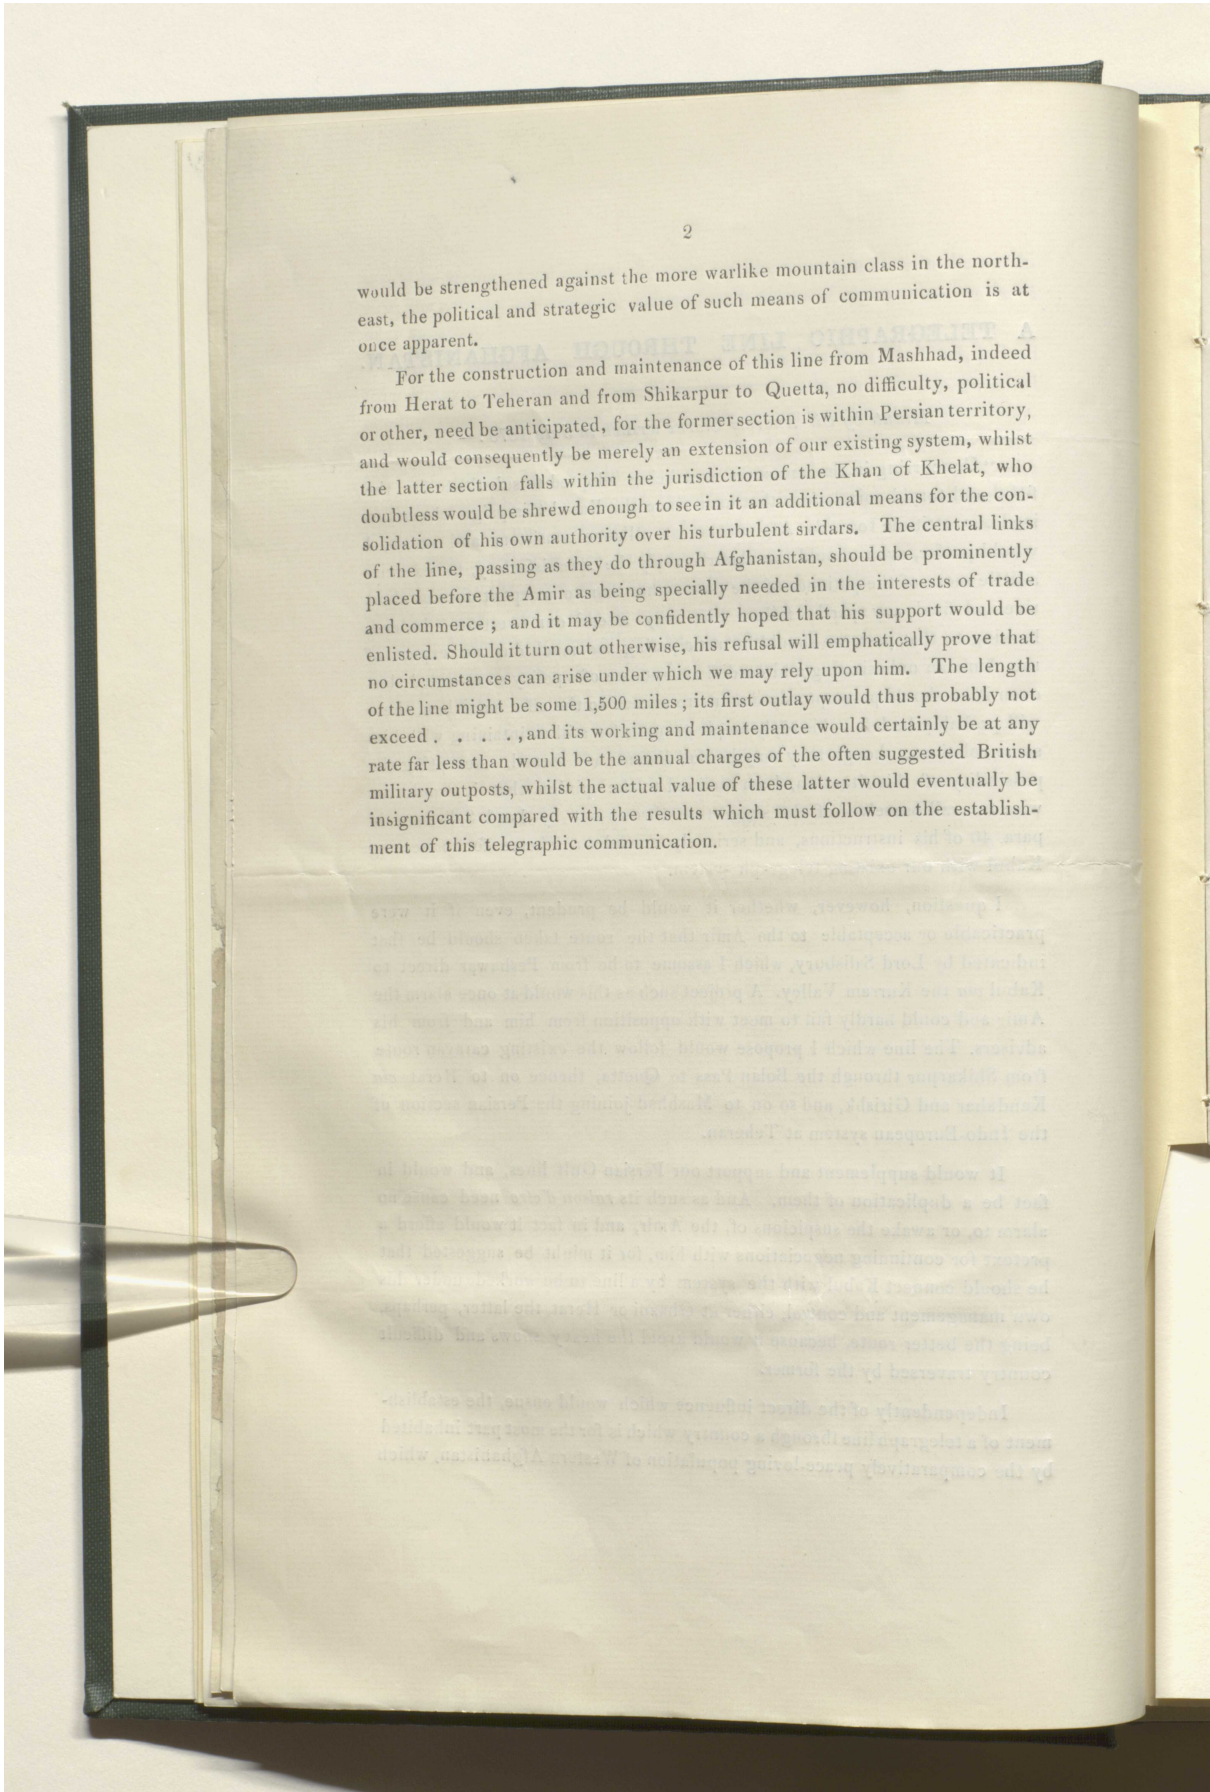 2
would be strengthened against the more warlike mountain class in the north-
east, the political and strategic value of such means of communication is at
once apparent.
For the construction and maintenance of this line from Mashhad, indeed
from Herat to Teheran and from Shikarpur to Quetta, no difficulty, political
or other, need be anticipated, for the former section is within Persian territory,
and would consequently be merely an extension of our existing system, whilst
the latter section falls within the jurisdiction of the Khan of Khelat, who
doubtless would be shrewd enough to see in it an additional means for the con-
solidation of his own authority over his turbulent sirdars. The central links
of the line, passing as they do through Afghanistan, should be prominently
placed before the Amir as being specially needed in the interests of trade
and commerce ; and it may be confidently hoped that his support would be
enlisted. Should it turn out otherwise, his refusal will emphatically prove that
no circumstances can arise under which we may rely upon him. The length
of the line might be some 1,500 miles ; its first outlay would thus probably not
exceed . . . . , and its working and maintenance would certainly be at any
rate far less than would be the annual charges of the often suggested British
military outposts, whilst the actual value of these latter would eventually be
insignificant compared with the results which must follow on the establish-
ment of this telegraphic communication.